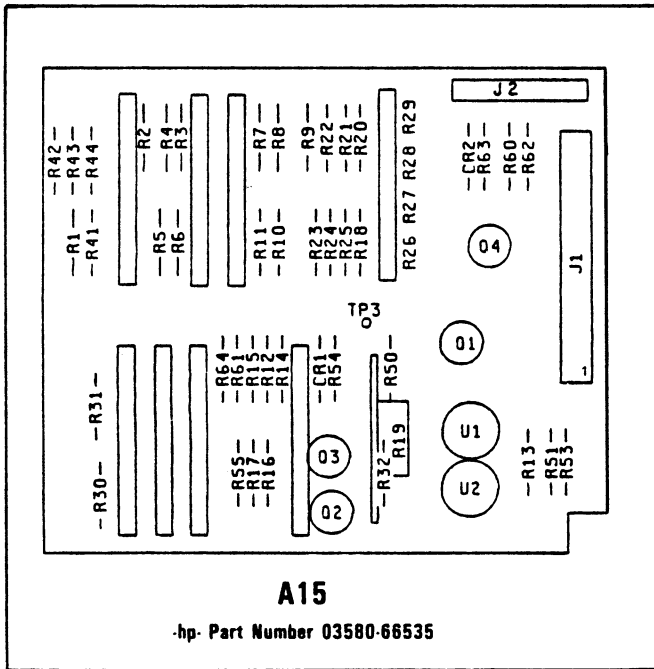 J2
-R42-
-R43-
-R44-
-R2-
-R4-
-R3-
-R7-
-R8-
-R9-
-R22-
-R21-
-R20-
R29
R28
R27
R26
-CR2-
-R63-
-R60-
-R62-
-R1-
-R41-
-R5-
-R6-
-R11-
-R10-
-R23-
-R24-
-R25-
-R18-
Q4
J1
TP3
Q1
1
-R64-
-R61-
-R15-
-R12-
-R14-
-CR1-
-R54-
-R50-
-R31-
-R30-
-R55-
-R17-
-R16-
Q3
Q2
-R32-
R19
U1
U2
-R13-
-R51-
-R53-
A15
-hp- Part Number 03580-66535